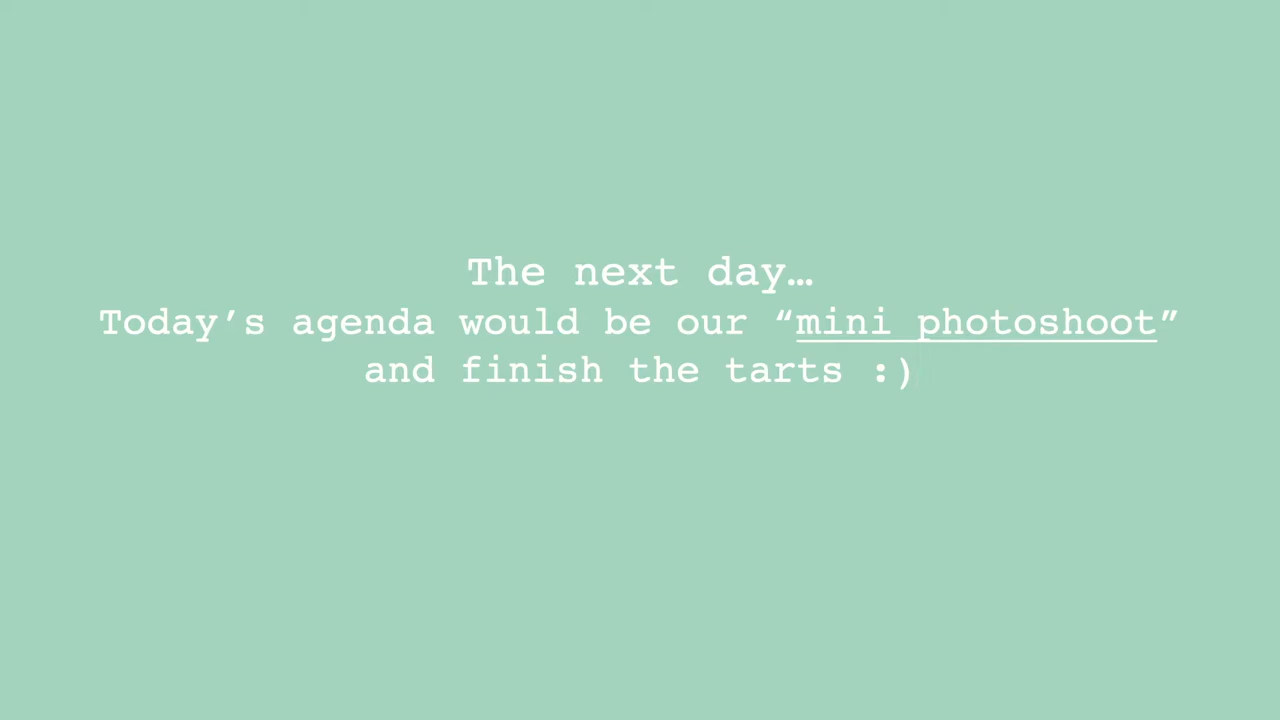 The next day…
Today’s agenda would be our “mini photoshoot”
and finish the tarts :)